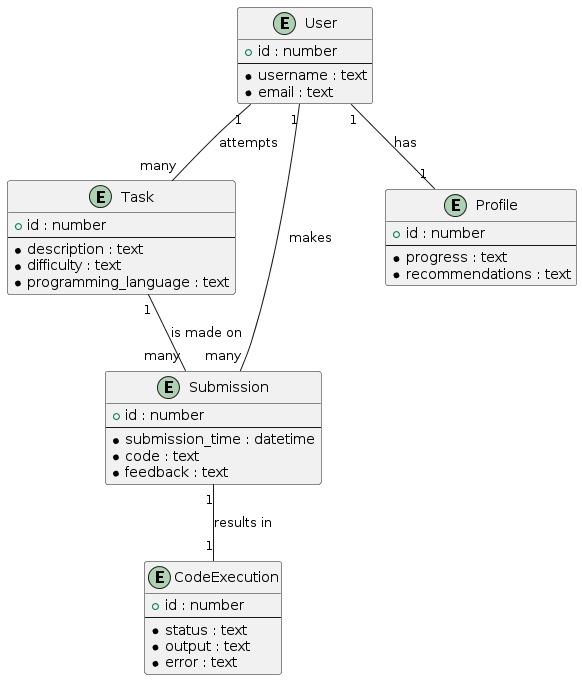 E User
id : number
username : text
email : text
1 1 1
attempts
has
many
1
E Task
id : number
description : text
difficulty : text
programming_language : text
E Profile
id : number
progress : text
recommendations : text
makes
1
is made on
many many
E Submission
id : number
submission_time : datetime
code : text
feedback : text
1
results in
1
E CodeExecution
id : number
status : text
output : text
error : text